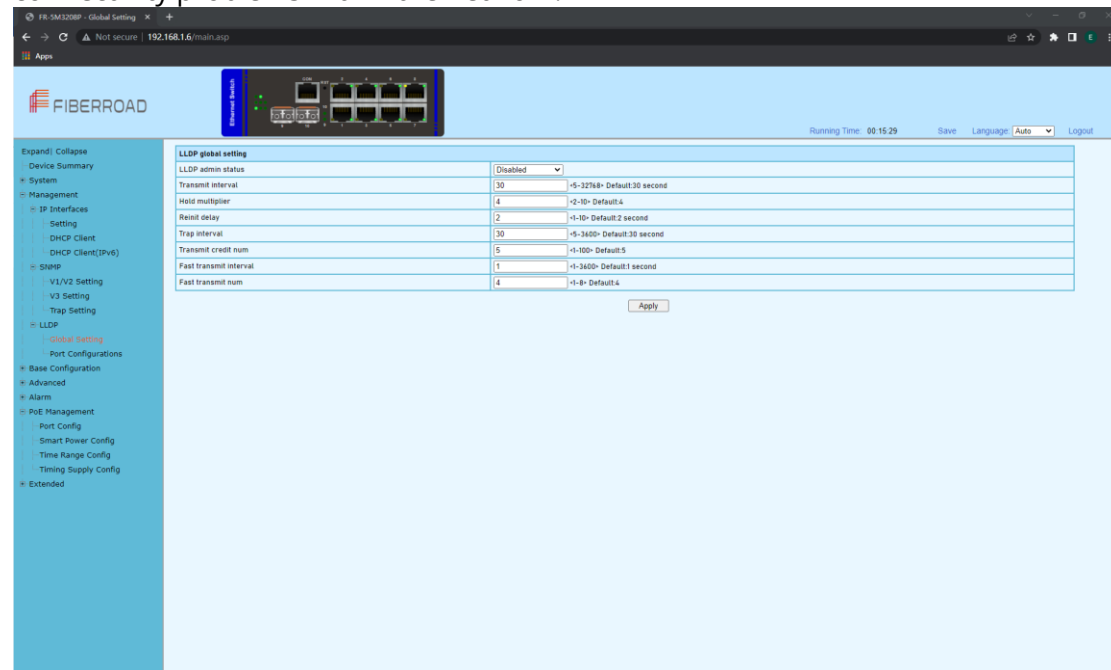 FR-5M3208P - Global Setting
Not secure | 192.168.1.6/main.asp
E
Apps
FIBERROAD
Ethernet Switch
Running Time: 00:15:29 Save Language: Auto Logout
Expand| Collapse
Device Summary
System
Management
IP Interfaces
Setting
DHCP Client
DHCP Client(IPv6)
SNMP
V1/V2 Setting
V3 Setting
Trap Setting
LLDP
Global Setting
Port Configurations
Base Configuration
Advanced
Alarm
PoE Management
Port Config
Smart Power Config
Time Range Config
Timing Supply Config
Extended
LLDP global setting
LLDP admin status Disabled
Transmit interval 30 <5-32768> Default:30 second
Hold multiplier 4 <2-10> Default:4
Reinit delay 2 <1-10> Default:2 second
Trap interval 30 <5-3600> Default:30 second
Transmit credit num 5 <1-100> Default:5
Fast transmit interval 1 <1-3600> Default:1 second
Fast transmit num 4 <1-8> Default:4
Apply